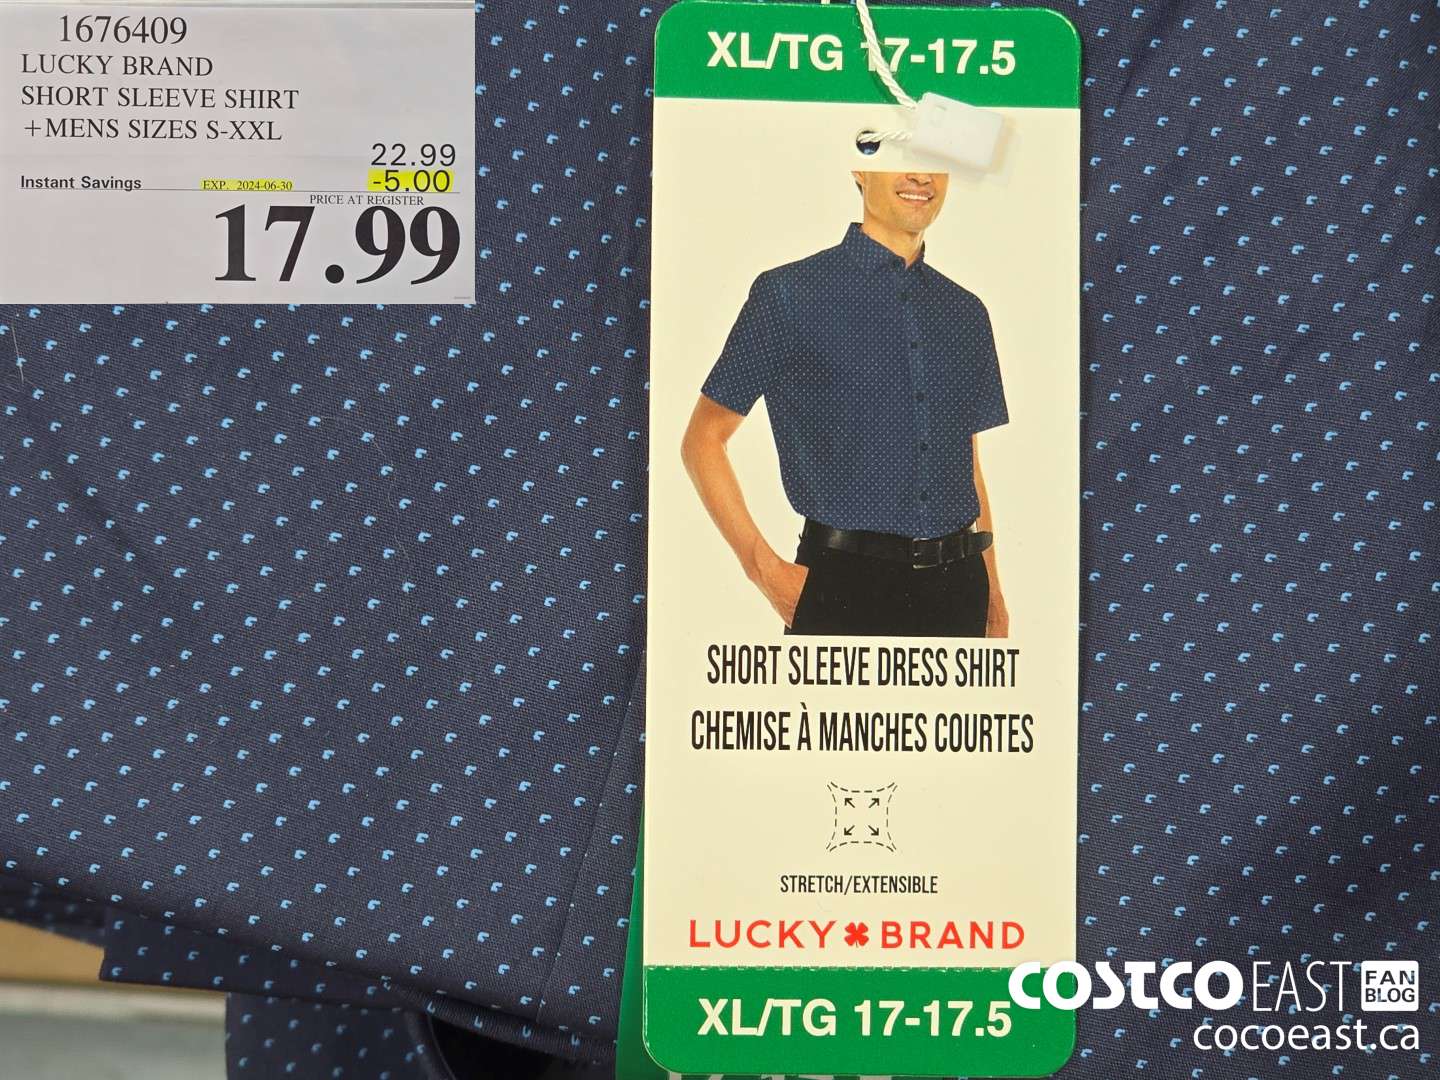 1676409
LUCKY BRAND
SHORT SLEEVE SHIRT
+MENS SIZES S-XXL
22.99
Instant Savings EXP. 2024-06-30 -5.00
PRICE AT REGISTER
17.99
XL/TG 17-17.5
SHORT SLEEVE DRESS SHIRT
CHEMISE À MANCHES COURTES
STRETCH/EXTENSIBLE
LUCKY BRAND
XL/TG 17-17.5
COSTCO EAST FAN BLOG
cocoeast.ca